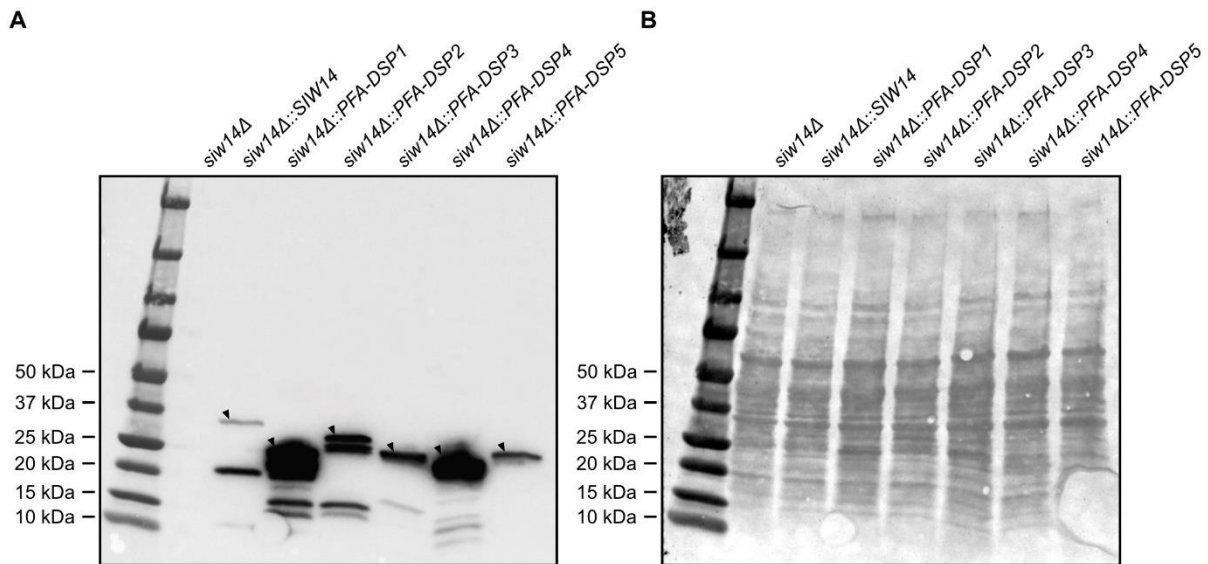 A
siw14Δ
siw14Δ::SIW14
siw14Δ::PFA-DSP1
siw14Δ::PFA-DSP2
siw14Δ::PFA-DSP3
siw14Δ::PFA-DSP4
siw14Δ::PFA-DSP5
50 kDa
37 kDa
25 kDa
20 kDa
15 kDa
10 kDa
B
siw14Δ
siw14Δ::SIW14
siw14Δ::PFA-DSP1
siw14Δ::PFA-DSP2
siw14Δ::PFA-DSP3
siw14Δ::PFA-DSP4
siw14Δ::PFA-DSP5
50 kDa
37 kDa
25 kDa
20 kDa
15 kDa
10 kDa